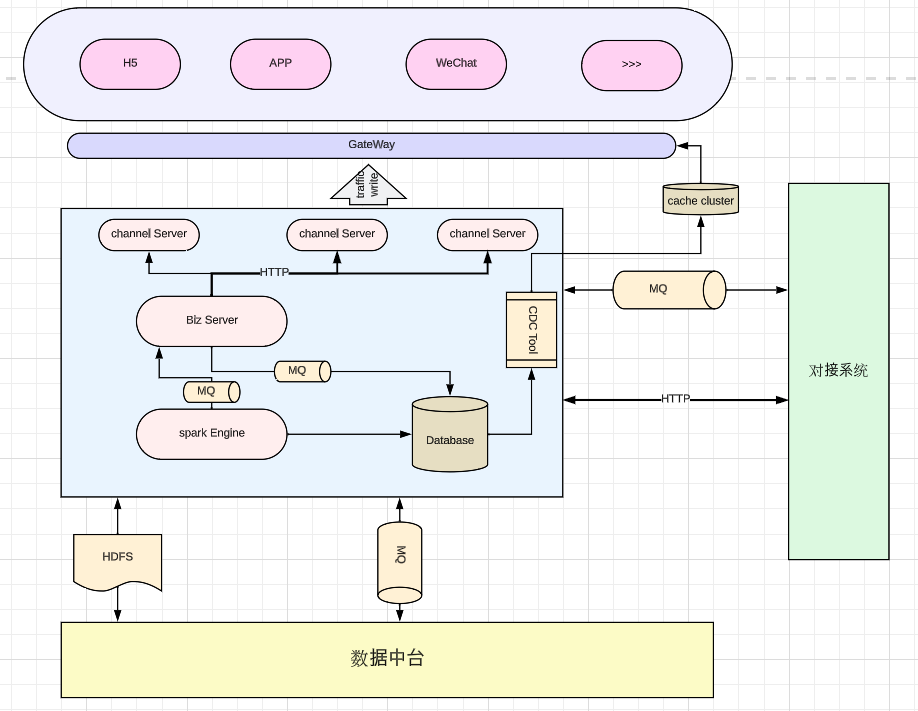 H5
APP
WeChat
>>>
GateWay
traffic
write
cache cluster
channel Server
channel Server
channel Server
HTTP
MQ
Biz Server
CDC Tool
MQ
对接系统
MQ
HTTP
spark Engine
Database
HDFS
MQ
数据中台